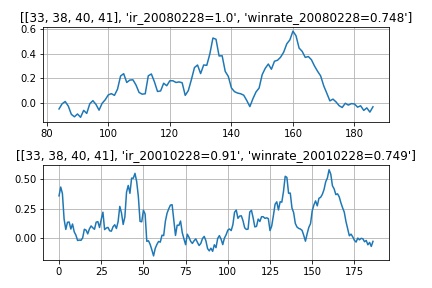 [[33, 38, 40, 41], 'ir_20080228=1.0', 'winrate_20080228=0.748']
0.6
0.4
0.2
0.0
80 100 120 140 160 180
[[33, 38, 40, 41], 'ir_20010228=0.91', 'winrate_20010228=0.749']
0.50
0.25
0.00
0 25 50 75 100 125 150 175